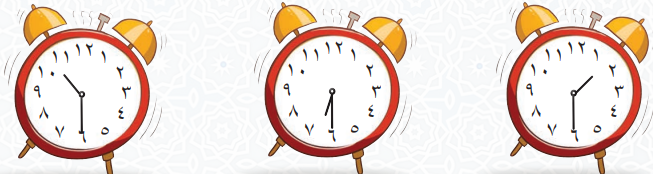 ١٢ ١ ٢ ٣ ٤ ٥ ٦ ٧ ٨ ٩ ١٠ ١١
١٢ ١ ٢ ٣ ٤ ٥ ٦ ٧ ٨ ٩ ١٠ ١١
١٢ ١ ٢ ٣ ٤ ٥ ٦ ٧ ٨ ٩ ١٠ ١١